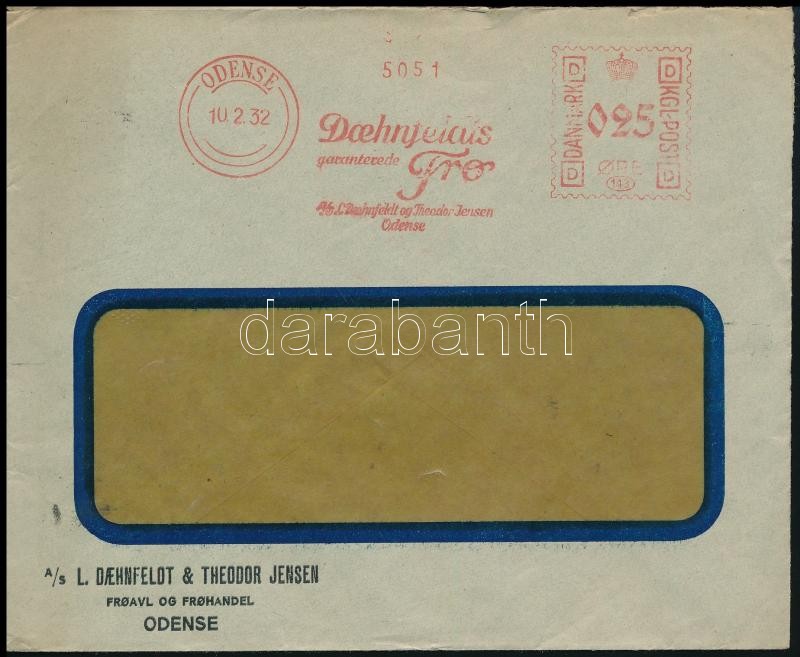 5051
ODENSE
10.2.32
Dæhnfeldts
garanterede Frø
A/S L. Dæhnfeldt og Theodor Jensen
Odense
D D
DANMARK
KGL·POST
025
ØRE
143
D D
darabanth
A/S L. DÆHNFELDT & THEODOR JENSEN
FRØAVL OG FRØHANDEL
ODENSE